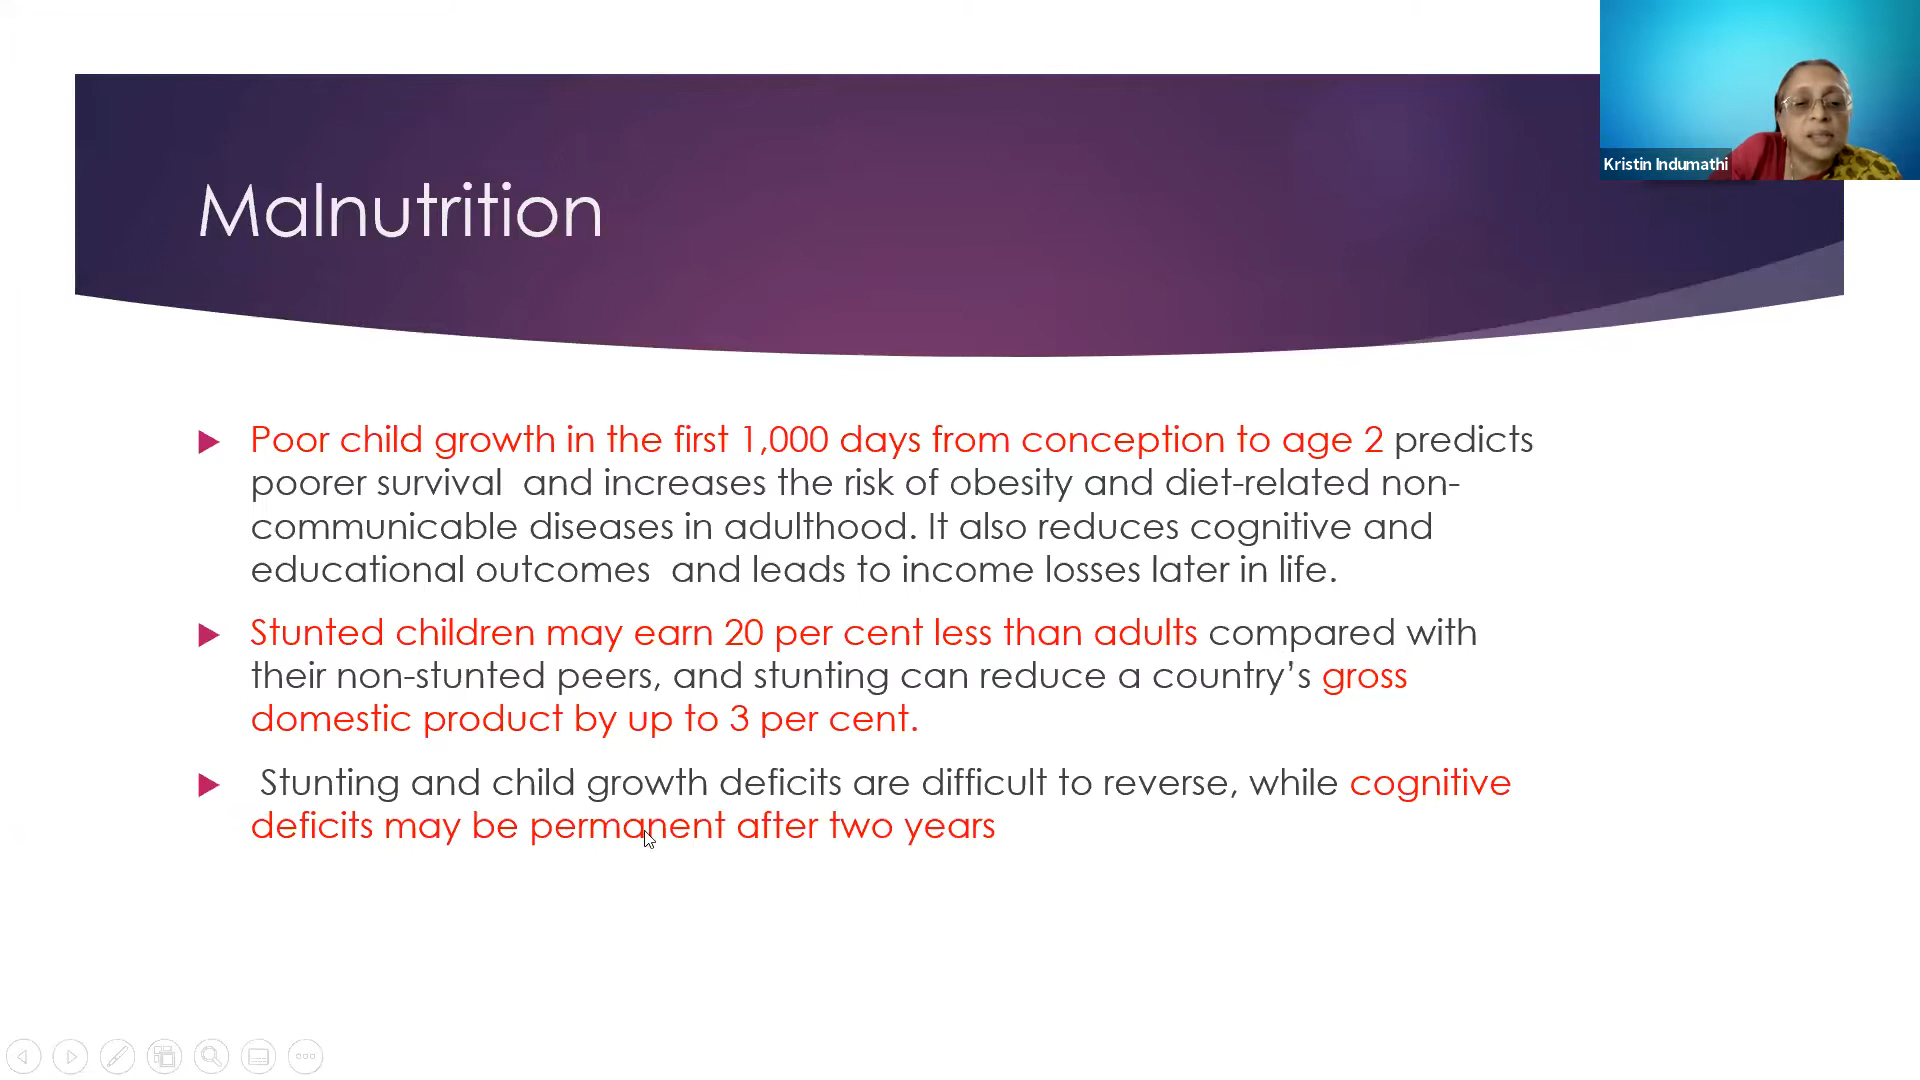 Kristin Indumathi
Malnutrition
Poor child growth in the first 1,000 days from conception to age 2 predicts
poorer survival  and increases the risk of obesity and diet-related non-
communicable diseases in adulthood. It also reduces cognitive and
educational outcomes  and leads to income losses later in life.
Stunted children may earn 20 per cent less than adults compared with
their non-stunted peers, and stunting can reduce a country’s gross
domestic product by up to 3 per cent.
Stunting and child growth deficits are difficult to reverse, while cognitive
deficits may be permanent after two years